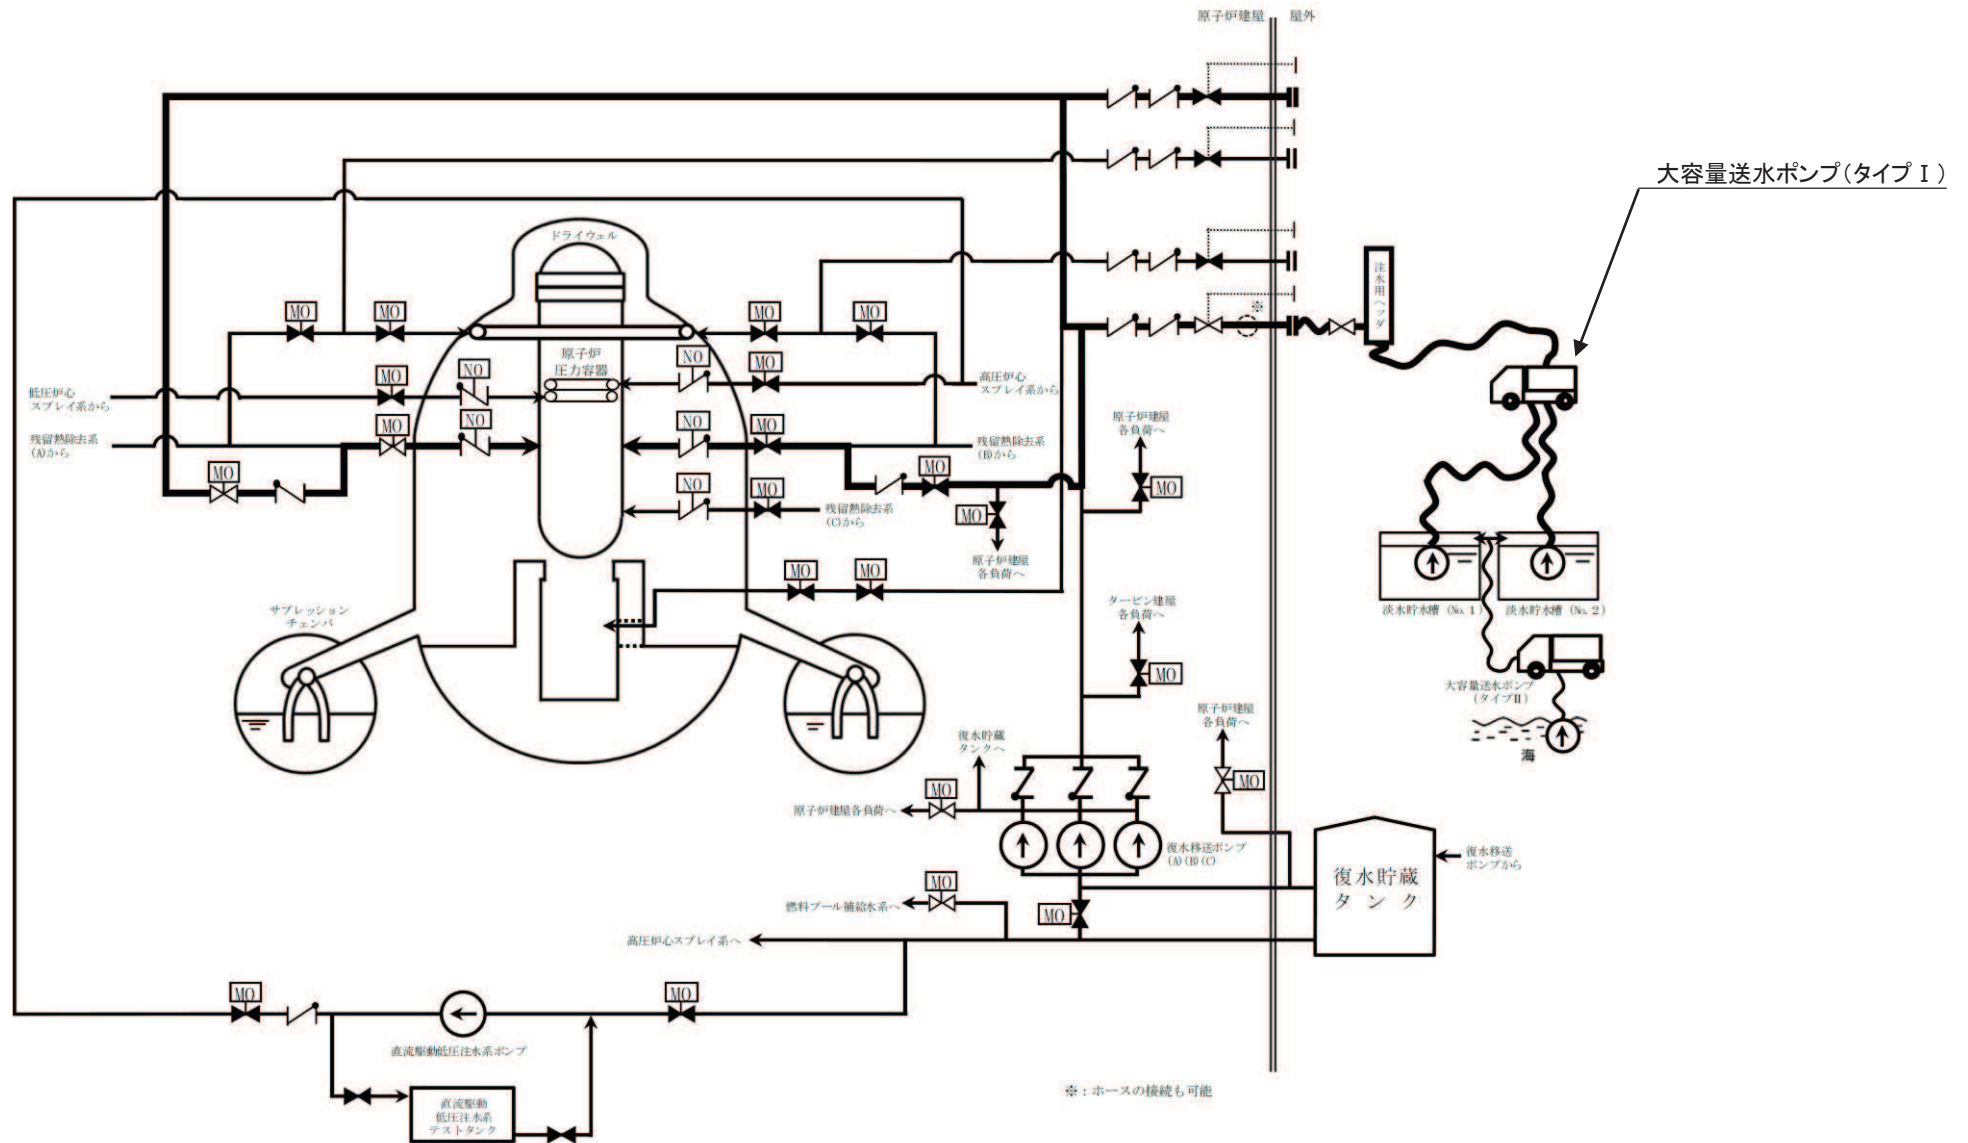 原子炉建屋
屋外
大容量送水ポンプ(タイプⅠ)
ドライウェル
注水用ヘッダ
※
MO
MO
MO
MO
原子炉
圧力容器
NO
MO
MO
NO
低圧炉心
スプレイ系から
高圧炉心
スプレイ系から
MO
NO
NO
MO
残留熱除去系
(A)から
残留熱除去系
(B)から
原子炉建屋
各負荷へ
MO
MO
MO
NO
MO
MO
残留熱除去系
(C)から
原子炉建屋
各負荷へ
MO
MO
サプレッション
チェンバ
タービン建屋
各負荷へ
MO
淡水貯水槽 (No. 1)
淡水貯水槽 (No. 2)
大容量送水ポンプ
(タイプⅡ)
海
原子炉建屋
各負荷へ
MO
復水貯蔵
タンクへ
MO
原子炉建屋各負荷へ
復水移送ポンプ
(A)(B)(C)
復水貯蔵
タンク
復水移送
ポンプから
MO
燃料プール補給水系へ
MO
高圧炉心スプレイ系へ
MO
MO
直流駆動低圧注水系ポンプ
直流駆動
低圧注水系
テストタンク
※：ホースの接続も可能